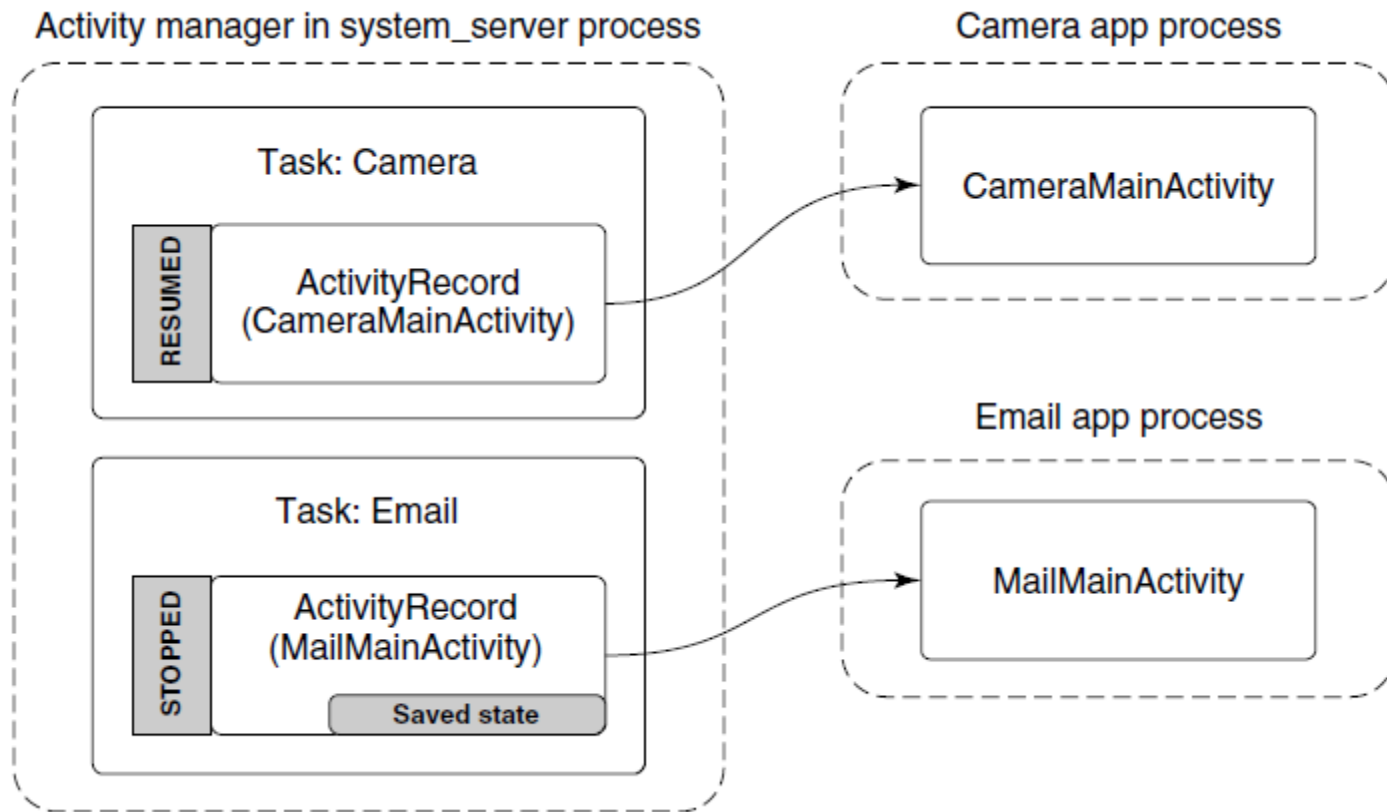 Activity manager in system_server process
Camera app process
Task: Camera
RESUMED
ActivityRecord
(CameraMainActivity)
CameraMainActivity
Email app process
Task: Email
STOPPED
ActivityRecord
(MailMainActivity)
Saved state
MailMainActivity